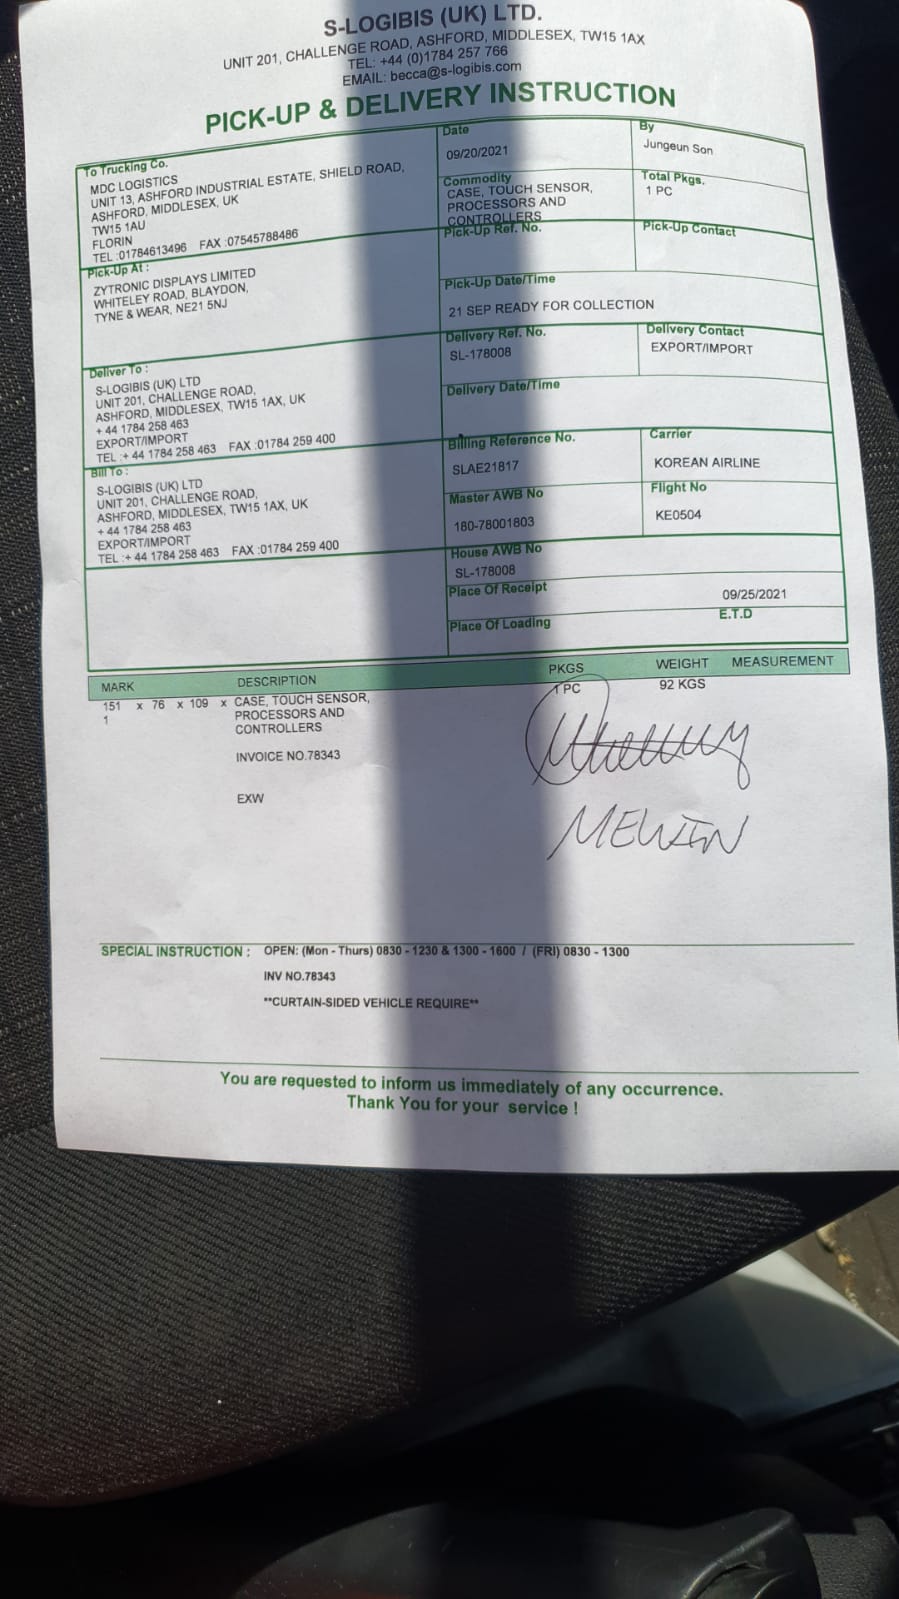 S-LOGIBIS (UK) LTD.
UNIT 201, CHALLENGE ROAD, ASHFORD, MIDDLESEX, TW15 1AX
TEL: +44 (0)1784 257 766
EMAIL: becca@s-logibis.com
PICK-UP & DELIVERY INSTRUCTION
To Trucking Co.
MDC LOGISTICS
UNIT 13, ASHFORD INDUSTRIAL ESTATE, SHIELD ROAD,
ASHFORD, MIDDLESEX, UK
TW15 1AU
FLORIN
TEL :01784613496 FAX :07545788486
Date
09/20/2021
By
Jungeun Son
Commodity
CASE, TOUCH SENSOR,
PROCESSORS AND
CONTROLLERS
Total Pkgs.
1 PC
Pick-Up Ref. No.
Pick-Up Contact
Pick-Up At :
ZYTRONIC DISPLAYS LIMITED
WHITELEY ROAD, BLAYDON,
TYNE & WEAR, NE21 5NJ
Pick-Up Date/Time
21 SEP READY FOR COLLECTION
Deliver To :
S-LOGIBIS (UK) LTD
UNIT 201, CHALLENGE ROAD,
ASHFORD, MIDDLESEX, TW15 1AX, UK
+ 44 1784 258 463
EXPORT/IMPORT
TEL :+ 44 1784 258 463 FAX :01784 259 400
Delivery Ref. No.
SL-178008
Delivery Contact
EXPORT/IMPORT
Delivery Date/Time
Bill To :
S-LOGIBIS (UK) LTD
UNIT 201, CHALLENGE ROAD,
ASHFORD, MIDDLESEX, TW15 1AX, UK
+ 44 1784 258 463
EXPORT/IMPORT
TEL :+ 44 1784 258 463 FAX :01784 259 400
Billing Reference No.
SLAE21817
Carrier
KOREAN AIRLINE
Master AWB No
180-78001803
Flight No
KE0504
House AWB No
SL-178008
Place Of Receipt
09/25/2021
Place Of Loading
E.T.D
MARK DESCRIPTION PKGS WEIGHT MEASUREMENT
151 x 76 x 109 x CASE, TOUCH SENSOR, 1 PC 92 KGS
1 PROCESSORS AND
CONTROLLERS
INVOICE NO.78343
EXW
SPECIAL INSTRUCTION : OPEN: (Mon - Thurs) 0830 - 1230 & 1300 - 1600 / (FRI) 0830 - 1300
INV NO.78343
**CURTAIN-SIDED VEHICLE REQUIRE**
You are requested to inform us immediately of any occurrence.
Thank You for your service !